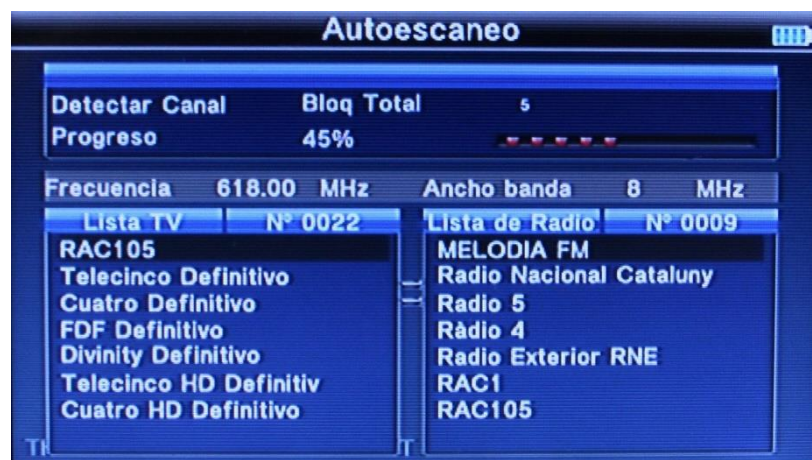 Autoescaneo
Detectar Canal Bloq Total 5
Progreso 45%
Frecuencia 618.00 MHz Ancho banda 8 MHz
Lista TV Nº 0022 Lista de Radio Nº 0009
RAC105
Telecinco Definitivo
Cuatro Definitivo
FDF Definitivo
Divinity Definitivo
Telecinco HD Definitiv
Cuatro HD Definitivo
MELODIA FM
Radio Nacional Cataluny
Radio 5
Ràdio 4
Radio Exterior RNE
RAC1
RAC105